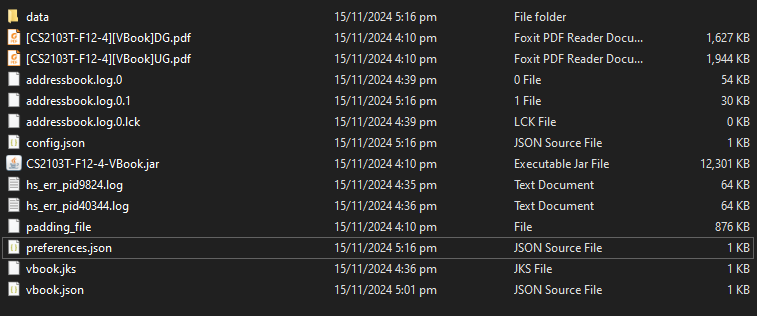 data 15/11/2024 5:16 pm File folder
[CS2103T-F12-4][VBook]DG.pdf 15/11/2024 4:10 pm Foxit PDF Reader Docu... 1,627 KB
[CS2103T-F12-4][VBook]UG.pdf 15/11/2024 4:10 pm Foxit PDF Reader Docu... 1,944 KB
addressbook.log.0 15/11/2024 4:39 pm 0 File 54 KB
addressbook.log.0.1 15/11/2024 5:16 pm 1 File 30 KB
addressbook.log.0.lck 15/11/2024 4:39 pm LCK File 0 KB
config.json 15/11/2024 5:16 pm JSON Source File 1 KB
CS2103T-F12-4-VBook.jar 15/11/2024 4:10 pm Executable Jar File 12,301 KB
hs_err_pid9824.log 15/11/2024 4:35 pm Text Document 64 KB
hs_err_pid40344.log 15/11/2024 4:36 pm Text Document 64 KB
padding_file 15/11/2024 4:10 pm File 876 KB
preferences.json 15/11/2024 5:16 pm JSON Source File 1 KB
vbook.jks 15/11/2024 4:36 pm JKS File 1 KB
vbook.json 15/11/2024 5:01 pm JSON Source File 1 KB